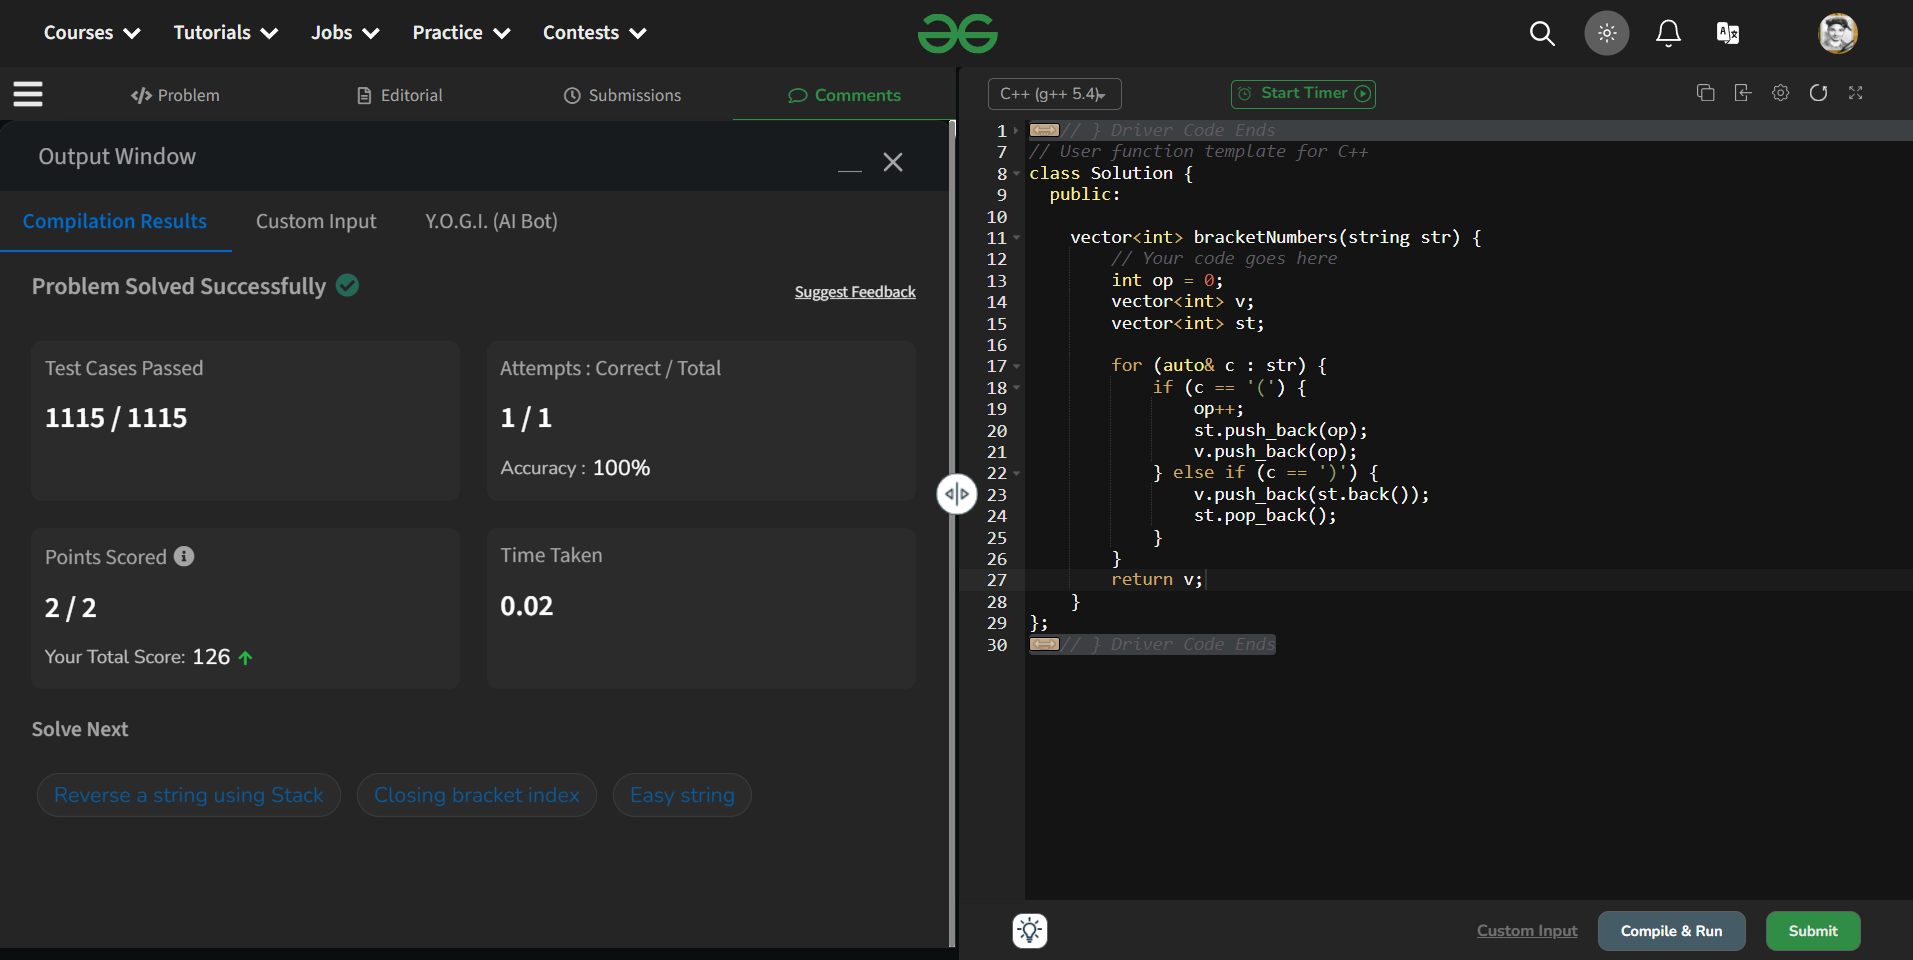 Courses Tutorials Jobs Practice Contests
Problem Editorial Submissions Comments
Output Window
Compilation Results Custom Input Y.O.G.I. (AI Bot)
Problem Solved Successfully
Suggest Feedback
Test Cases Passed
1115 / 1115
Attempts : Correct / Total
1 / 1
Accuracy : 100%
Points Scored
2 / 2
Your Total Score: 126
Time Taken
0.02
Solve Next
Reverse a string using Stack Closing bracket index Easy string
C++ (g++ 5.4) Start Timer
1 // } Driver Code Ends
7 // User function template for C++
8 class Solution {
9 public:
10
11 vector<int> bracketNumbers(string str) {
12 // Your code goes here
13 int op = 0;
14 vector<int> v;
15 vector<int> st;
16
17 for (auto& c : str) {
18 if (c == '(') {
19 op++;
20 st.push_back(op);
21 v.push_back(op);
22 } else if (c == ')') {
23 v.push_back(st.back());
24 st.pop_back();
25 }
26 }
27 return v;
28 }
29 };
30 // } Driver Code Ends
Custom Input Compile & Run Submit